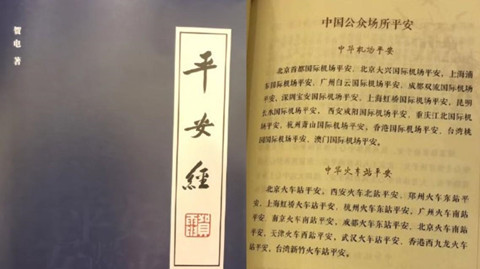 贺电 著
平安經
中国公众场所平安
中华机场平安
北京首都国际机场平安、北京大兴国际机场平安，上海浦
东国际机场平安、广州白云国际机场平安、成都双流国际机场
平安、深圳宝安国际机场平安、上海虹桥国际机场平安、昆明
长水国际机场平安。西安咸阳国际机场平安、重庆江北国际机
场平安、杭州萧山国际机场平安。香港国际机场平安、台湾桃
园国际机场平安、澳门国际机场平安。
中华火车站平安
北京火车站平安。西安火车北站平安、郑州火车东站平
安、上海虹桥火车站平安、杭州火车东站平安。广州火车南站
平安、南京火车南站平安、成都火车东站平安、北京火车南站平
安、天津火车西站平安。武汉火车站平安、香港西九龙火车站平
安、台湾新竹火车站平安。